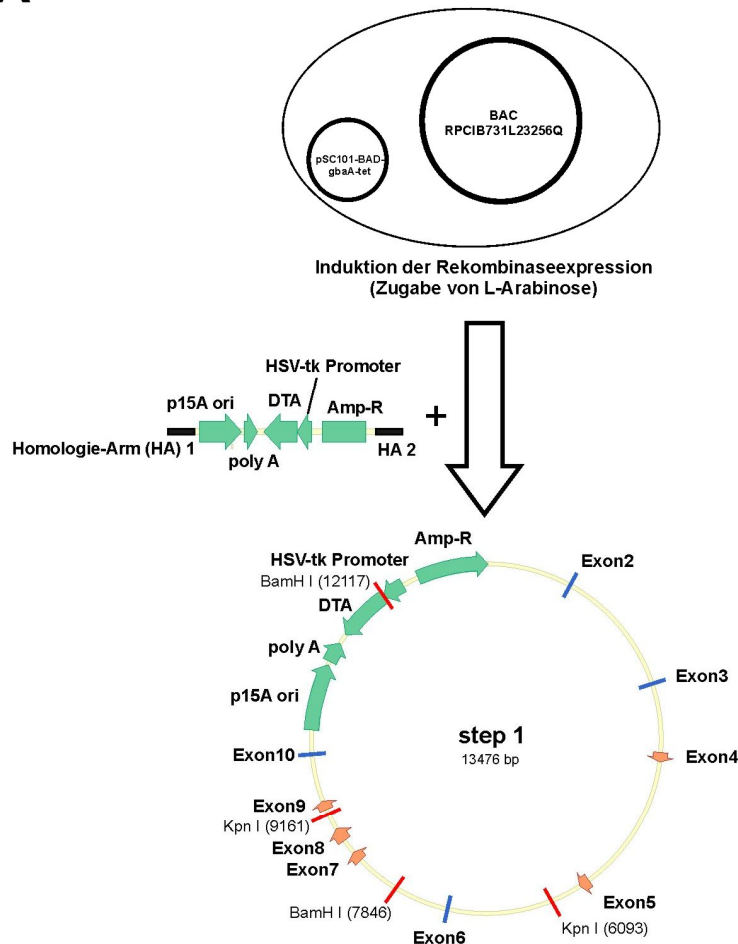 BAC
RPCIB731L23256Q
pSC101-BAD-
gbaA-tet
Induktion der Rekombinaseexpression
(Zugabe von L-Arabinose)
HSV-tk Promoter
p15A ori
DTA
Amp-R
+
Homologie-Arm (HA) 1
HA 2
poly A
Amp-R
HSV-tk Promoter
Exon2
BamH I (12117)
DTA
poly A
Exon3
p15A ori
step 1
13476 bp
Exon10
Exon4
Exon9
Kpn I (9161)
Exon8
Exon7
Exon5
BamH I (7846)
Kpn I (6093)
Exon6